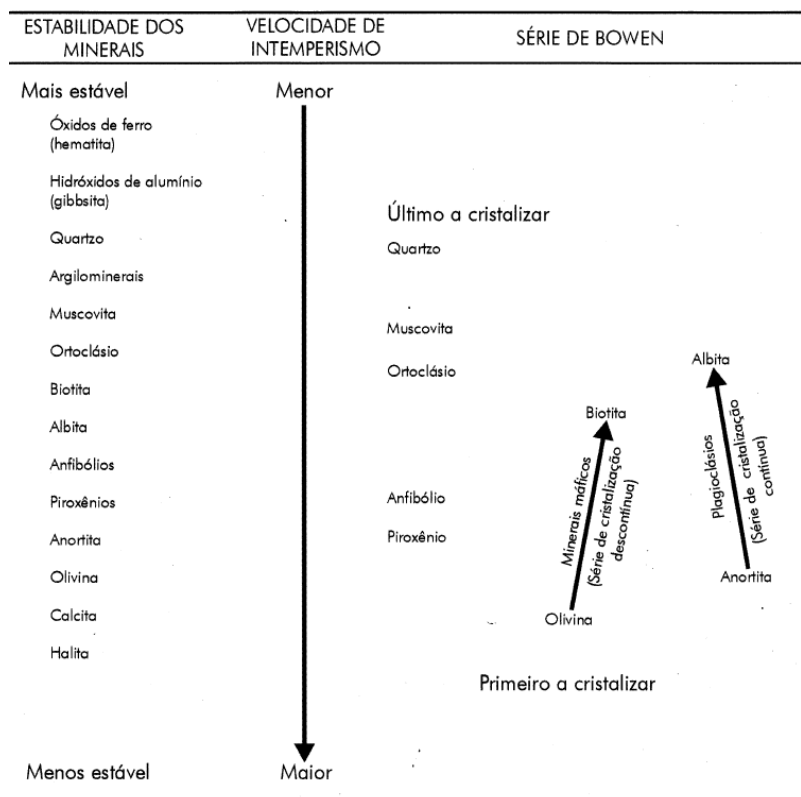 ESTABILIDADE DOS
MINERAIS
VELOCIDADE DE
INTEMPERISMO
SÉRIE DE BOWEN
Mais estável
Menor
Óxidos de ferro
(hematita)
Hidróxidos de alumínio
(gibbsita)
Quartzo
Argilominerais
Muscovita
Ortoclásio
Biotita
Albita
Anfibólios
Piroxênios
Anortita
Olivina
Calcita
Halita
Menos estável
Maior
Último a cristalizar
Quartzo
Muscovita
Ortoclásio
Anfibólio
Piroxênio
Biotita
Minerais máficos
(Série de cristalização
descontínua)
Olivina
Albita
Plagioclásios
(Série de cristalização
contínua)
Anortita
Primeiro a cristalizar